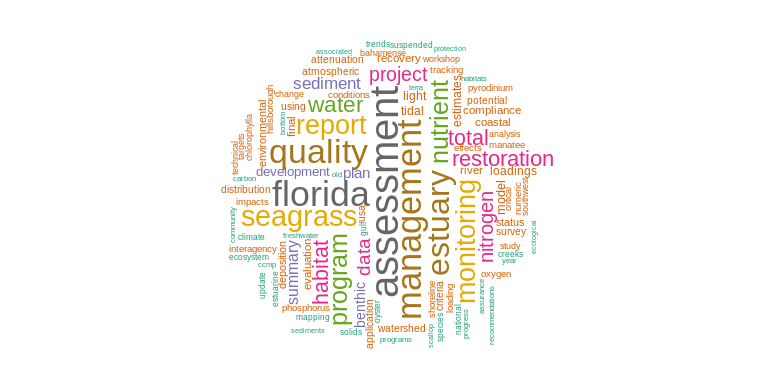 trends
suspended
associated
bahamense
protection
attenuation
recovery
workshop
atmospheric
project
tracking
habitats
sediment
terra
pyrodinium
change
conditions
light
estimates
potential
using
water
tidal
compliance
hillsborough
bottom
final
report
assessment
nutrient
coastal
environmental
chlorophylla
total
analysis
targets
technical
quality
management
effects
manatee
restoration
carbon
development
old
plan
estuary
river
loadings
distribution
florida
model
critical
numeric
southwest
impacts
seagrass
usa
gulf
monitoring
nitrogen
status
survey
community
climate
freshwater
program
data
study
creeks
year
ecological
interagency
ecosystem
habitat
summary
evaluation
deposition
ccmp
update
estuarine
benthic
oxygen
phosphorus
mapping
oyster
application
shoreline
criteria
loading
assurance
recommendations
sediments
solids
watershed
programs
scallop
species
national
progress